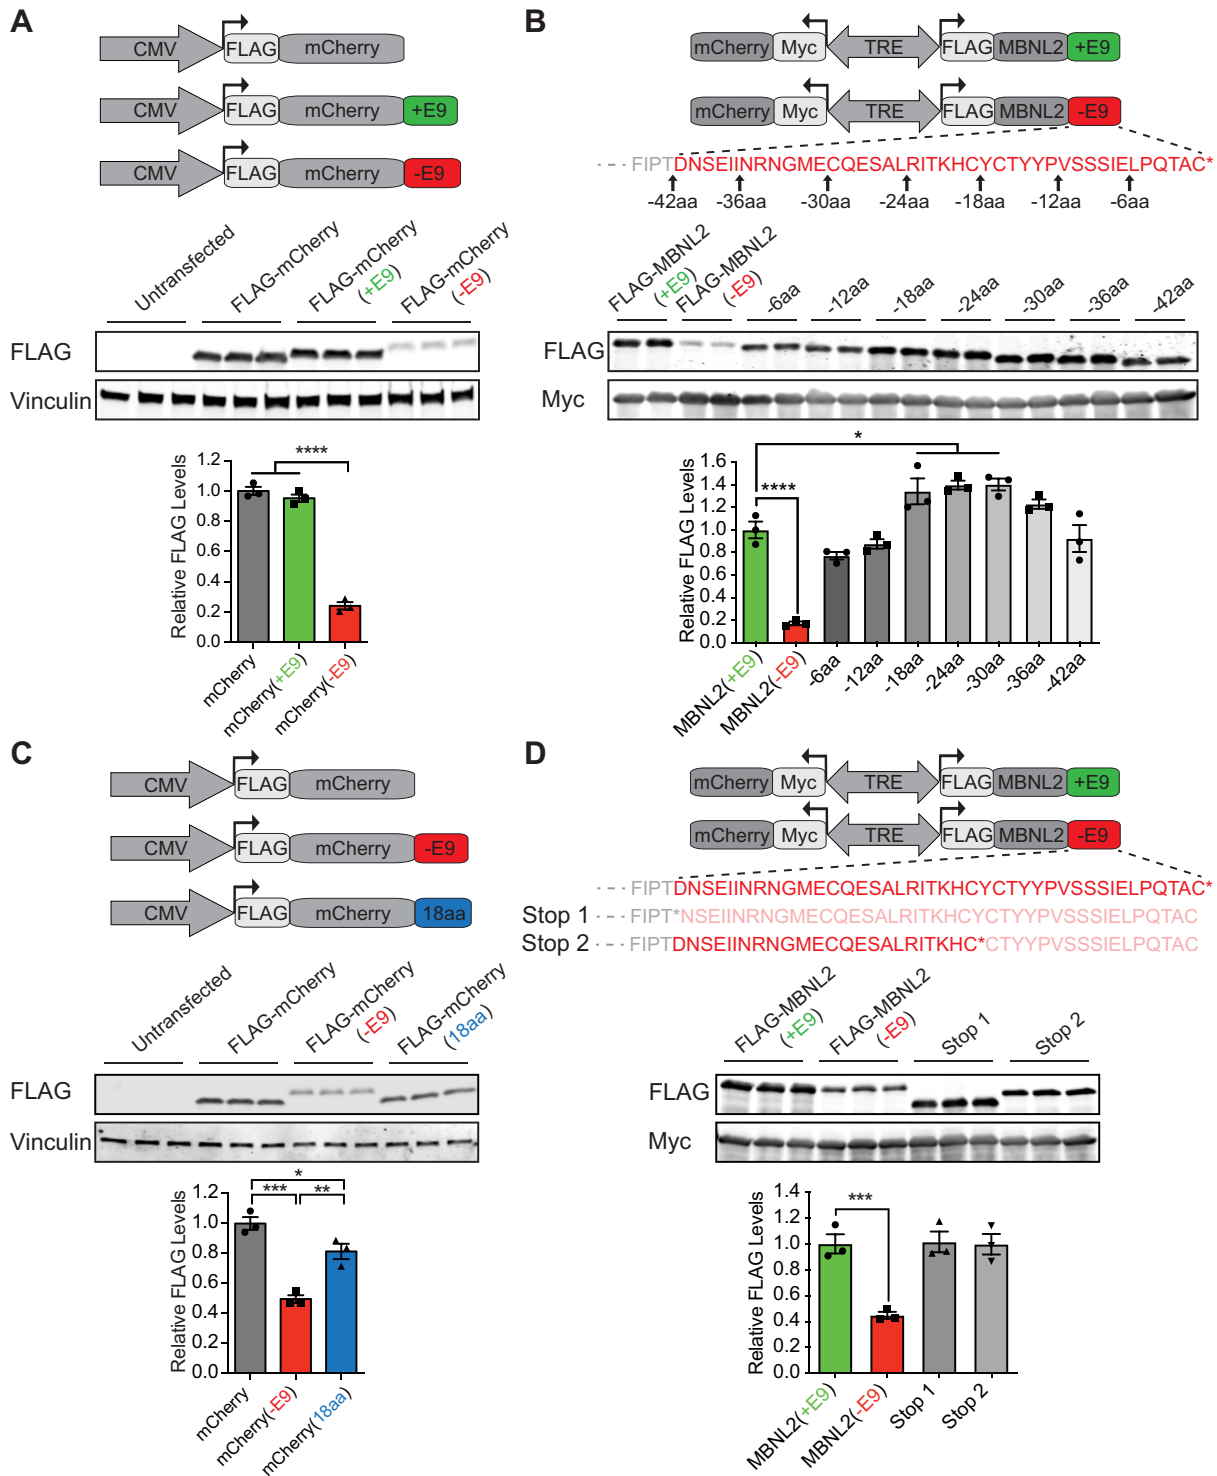 A
CMV FLAG mCherry
CMV FLAG mCherry +E9
CMV FLAG mCherry -E9
Untransfected
FLAG-mCherry
FLAG-mCherry
(+E9)
FLAG-mCherry
(-E9)
FLAG
Vinculin
Relative FLAG Levels
1.2
1.0
0.8
0.6
0.4
0.2
0.0
****
mCherry
mCherry(+E9)
mCherry(-E9)
B
mCherry Myc TRE FLAG MBNL2 +E9
mCherry Myc TRE FLAG MBNL2 -E9
---FIPTDNSEIINRNGMECQESALRITKHCYCTYYPVSSSIELPQTAC*
-42aa -36aa -30aa -24aa -18aa -12aa -6aa
FLAG-MBNL2
(+E9)
FLAG-MBNL2
(-E9)
-6aa
-12aa
-18aa
-24aa
-30aa
-36aa
-42aa
FLAG
Myc
Relative FLAG Levels
1.6
1.4
1.2
1.0
0.8
0.6
0.4
0.2
0.0
*
****
MBNL2(+E9)
MBNL2(-E9)
-6aa
-12aa
-18aa
-24aa
-30aa
-36aa
-42aa
C
CMV FLAG mCherry
CMV FLAG mCherry -E9
CMV FLAG mCherry 18aa
Untransfected
FLAG-mCherry
FLAG-mCherry
(-E9)
FLAG-mCherry
(18aa)
FLAG
Vinculin
Relative FLAG Levels
1.2
1.0
0.8
0.6
0.4
0.2
0.0
*
*** **
mCherry
mCherry(-E9)
mCherry(18aa)
D
mCherry Myc TRE FLAG MBNL2 +E9
mCherry Myc TRE FLAG MBNL2 -E9
---FIPTDNSEIINRNGMECQESALRITKHCYCTYYPVSSSIELPQTAC*
Stop 1 ---FIPT*NSEIINRNGMECQESALRITKHCYCTYYPVSSSIELPQTAC
Stop 2 ---FIPTDNSEIINRNGMECQESALRITKHC*CTYYPVSSSIELPQTAC
FLAG-MBNL2
(+E9)
FLAG-MBNL2
(-E9)
Stop 1
Stop 2
FLAG
Myc
Relative FLAG Levels
1.4
1.2
1.0
0.8
0.6
0.4
0.2
0.0
***
MBNL2(+E9)
MBNL2(-E9)
Stop 1
Stop 2